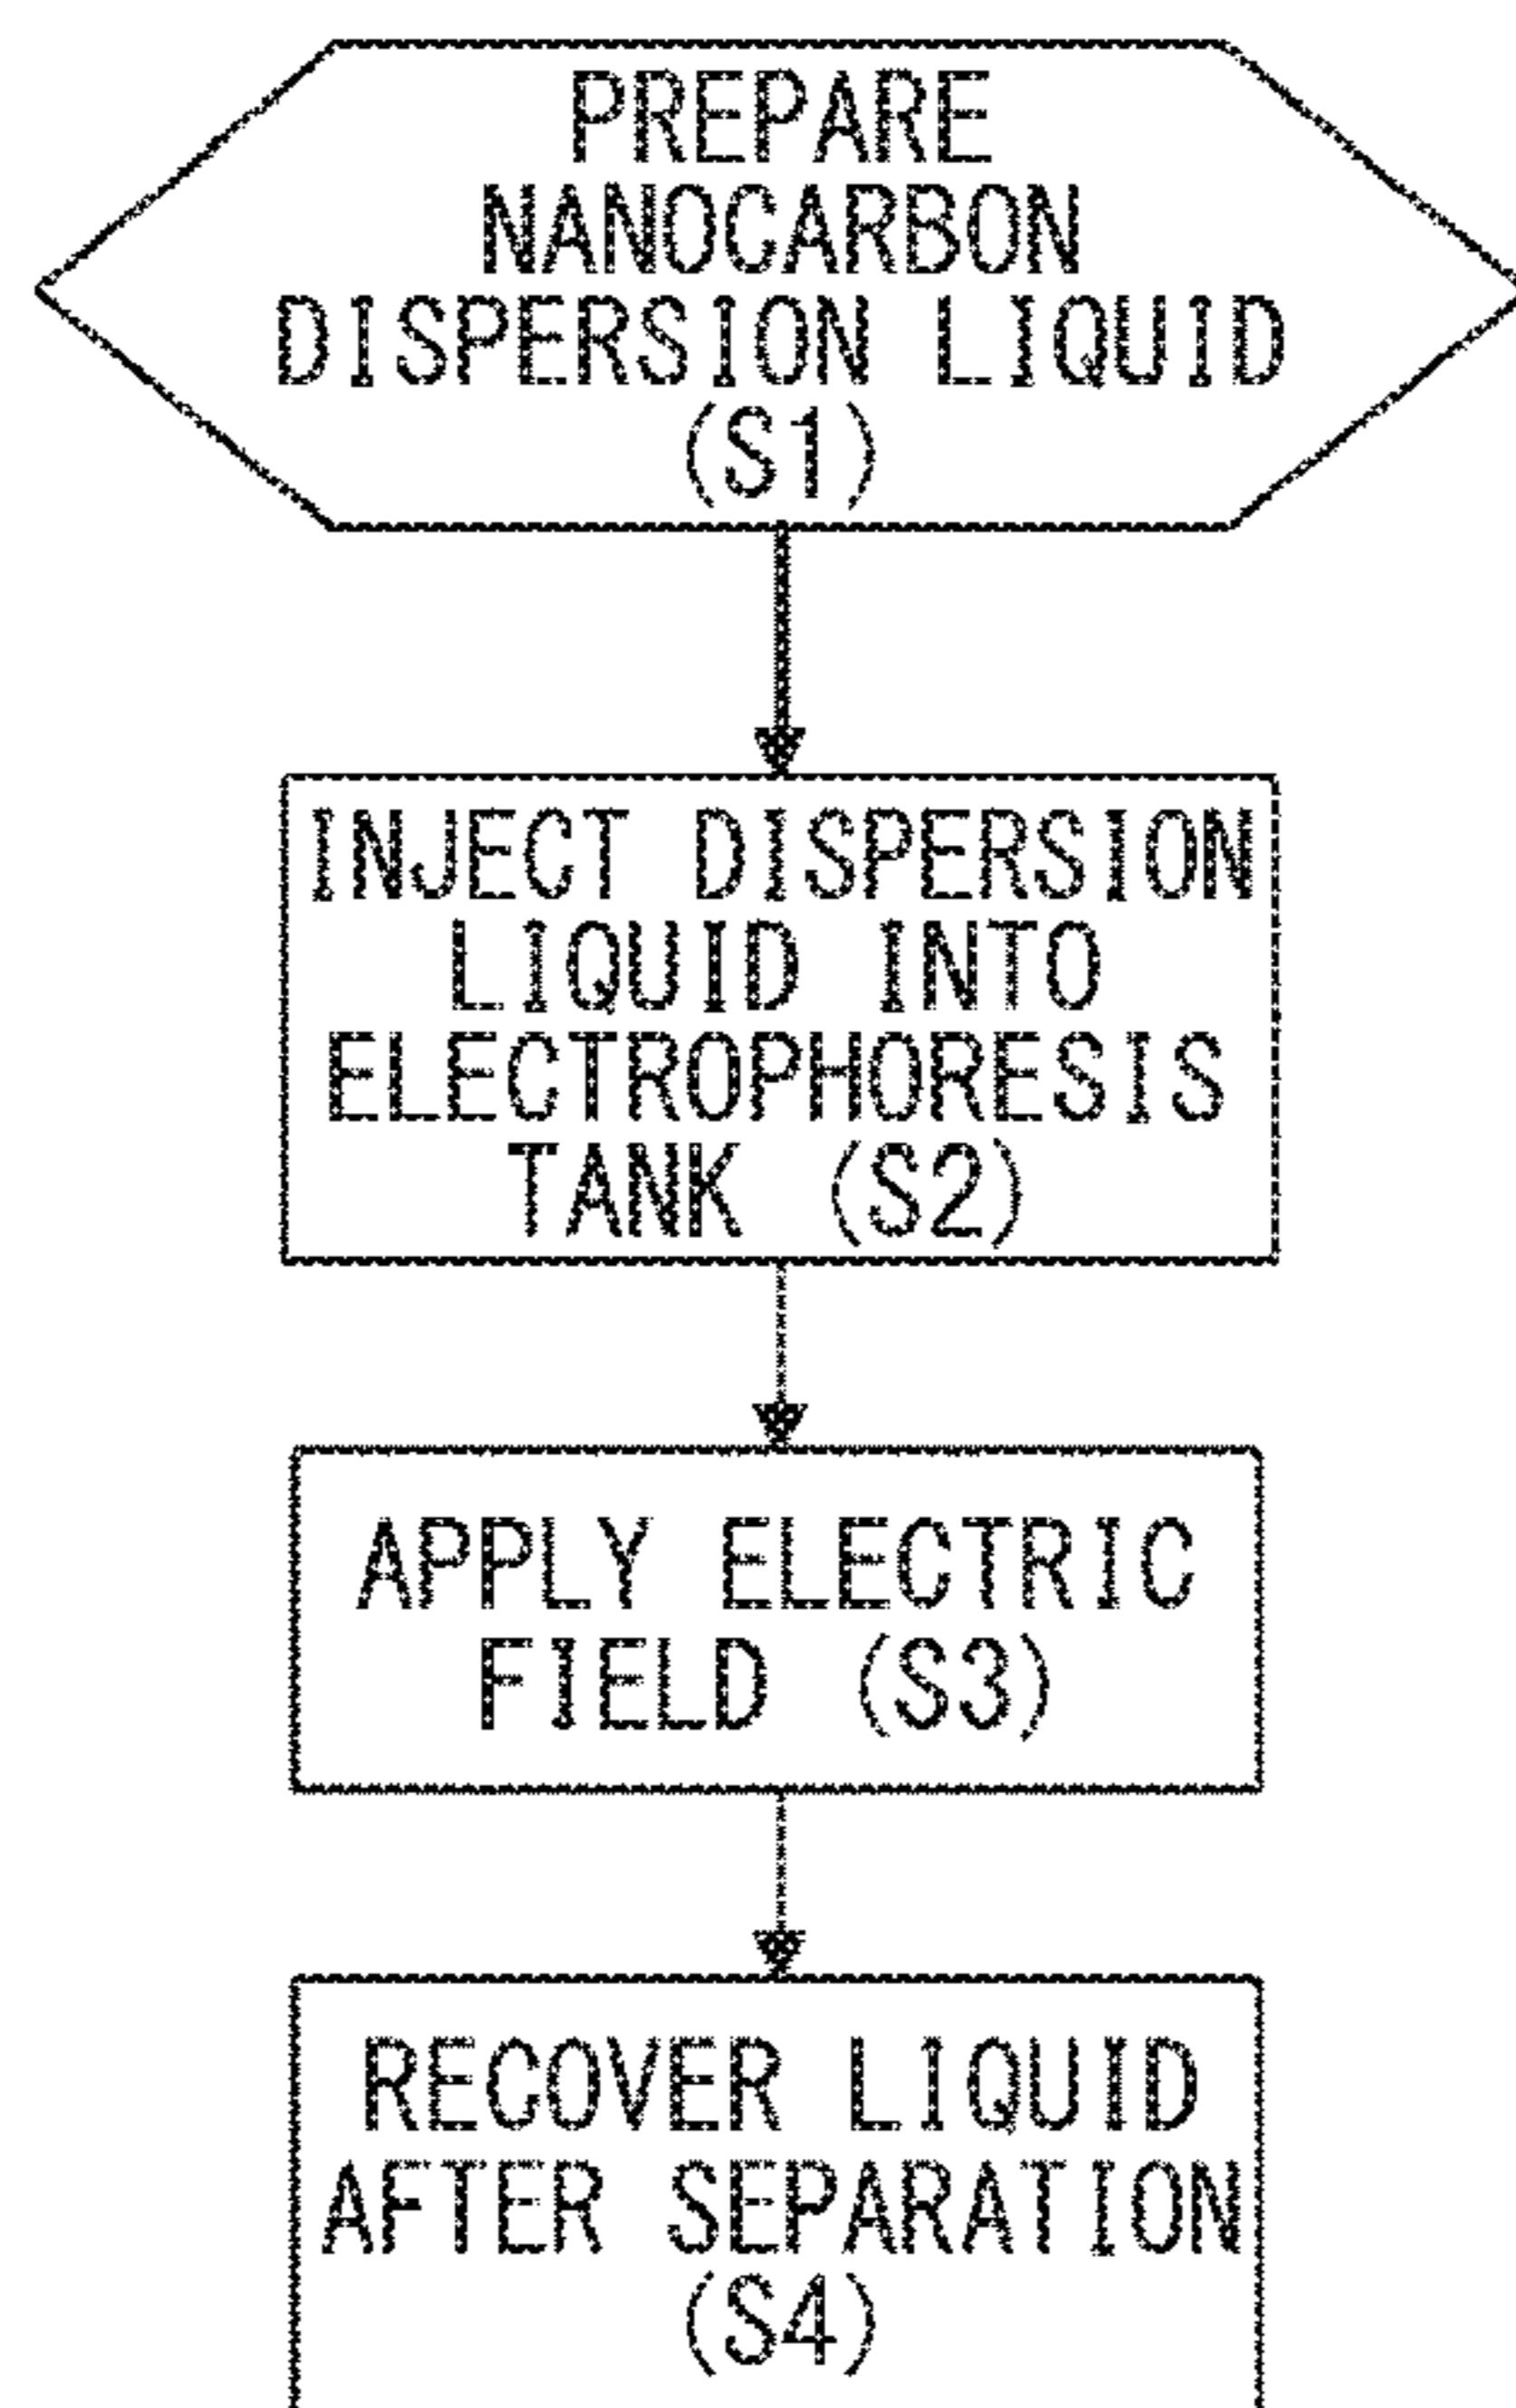 PREPARE
NANOCARBON
DISPERSION LIQUID
(S1)
INJECT DISPERSION
LIQUID INTO
ELECTROPHORESIS
TANK (S2)
APPLY ELECTRIC
FIELD (S3)
RECOVER LIQUID
AFTER SEPARATION
(S4)